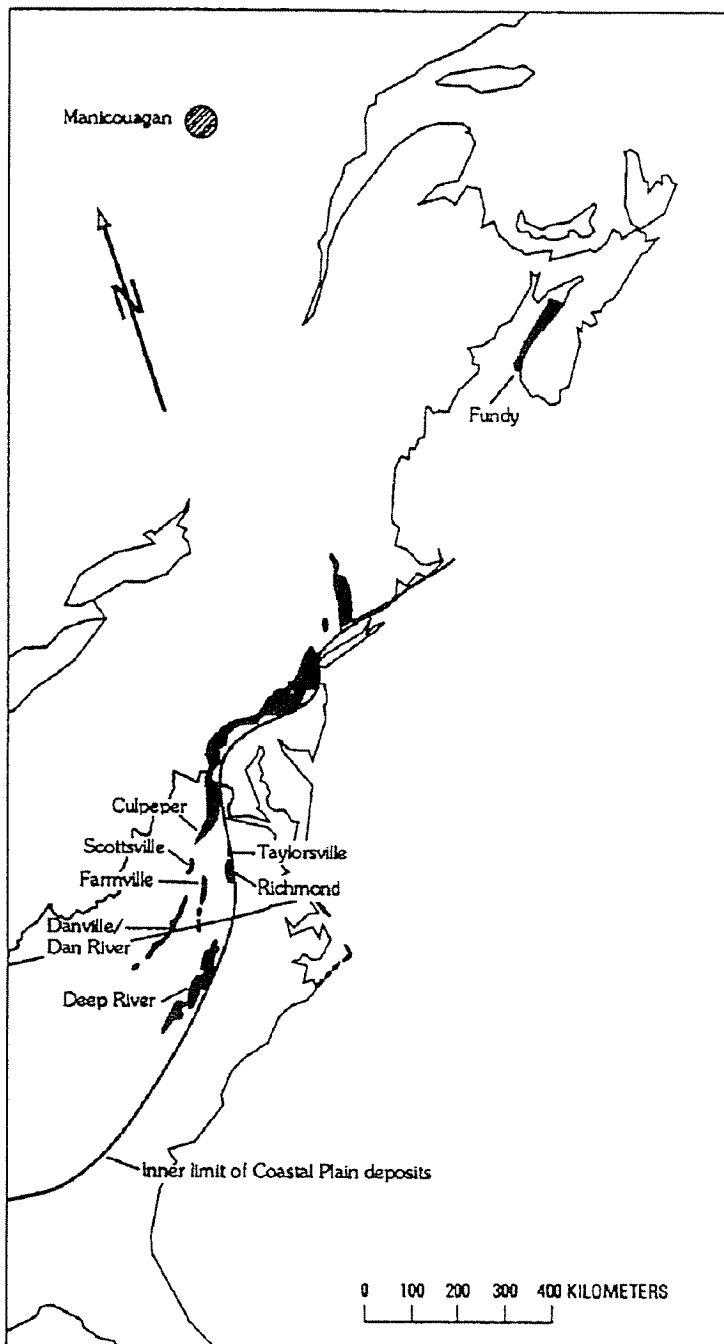 Manicouagan
N
Fundy
Culpeper
Scottsville
Taylorsville
Farmville
Richmond
Danville/
Dan River
Deep River
Inner limit of Coastal Plain deposits
0 100 200 300 400 KILOMETERS